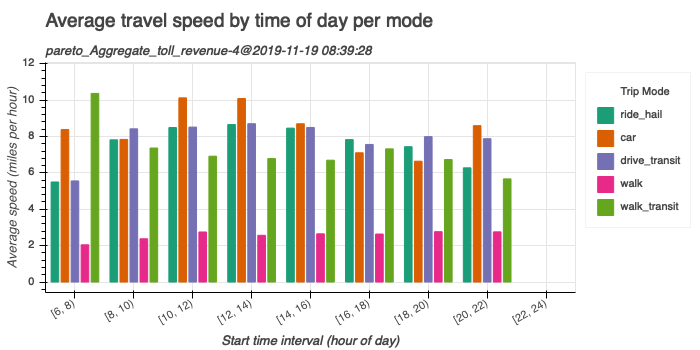 Average travel speed by time of day per mode
pareto_Aggregate_toll_revenue-4@2019-11-19 08:39:28
Average speed (miles per hour)
12
10
8
6
4
2
0
[6, 8)
[8, 10)
[10, 12)
[12, 14)
[14, 16)
[16, 18)
[18, 20)
[20, 22)
[22, 24)
Start time interval (hour of day)
Trip Mode
ride_hail
car
drive_transit
walk
walk_transit